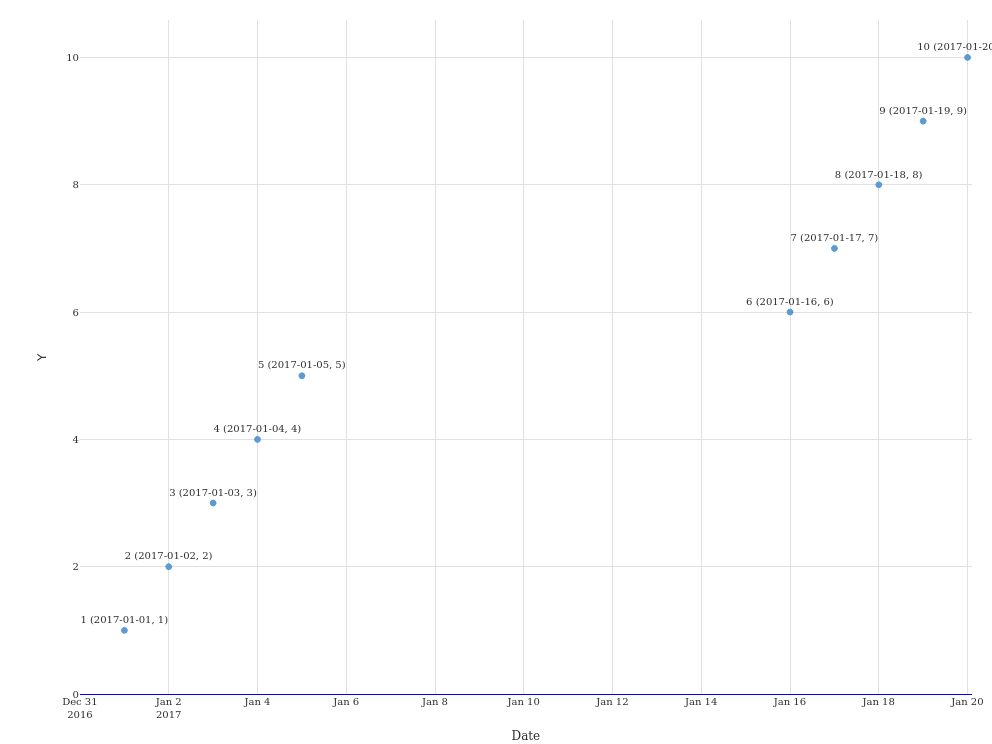 10 (2017-01-20
10
9 (2017-01-19, 9)
8 (2017-01-18, 8)
8
7 (2017-01-17, 7)
6 (2017-01-16, 6)
6
Y
5 (2017-01-05, 5)
4 (2017-01-04, 4)
4
3 (2017-01-03, 3)
2 (2017-01-02, 2)
2
1 (2017-01-01, 1)
0
Dec 31 Jan 2 Jan 4 Jan 6 Jan 8 Jan 10 Jan 12 Jan 14 Jan 16 Jan 18 Jan 20
2016 2017
Date